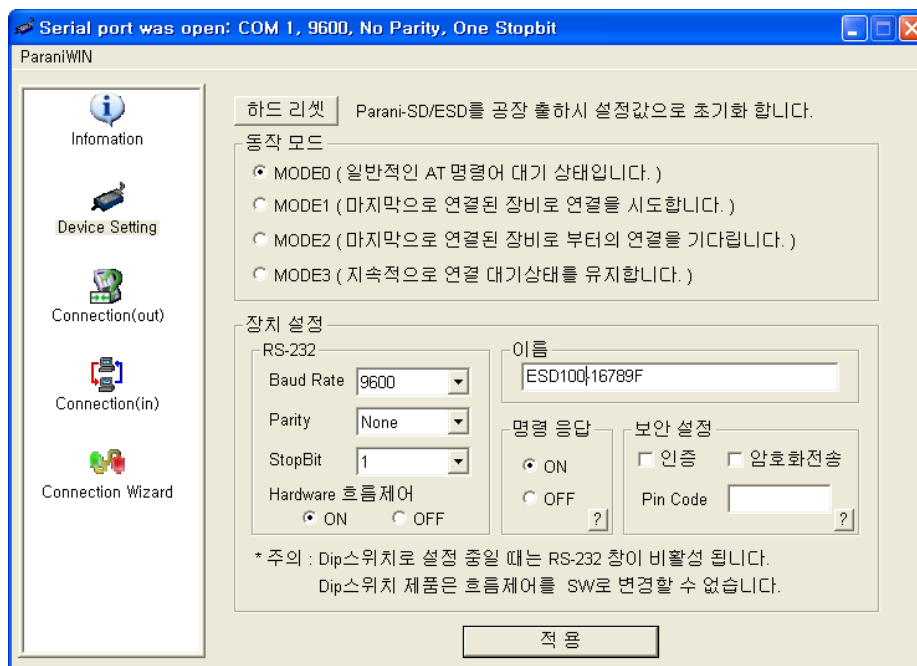 Serial port was open: COM 1, 9600, No Parity, One Stopbit
ParaniWIN
Infomation
Device Setting
Connection(out)
Connection(in)
Connection Wizard
하드 리셋 Parani-SD/ESD를 공장 출하시 설정값으로 초기화 합니다.
동작 모드
MODE0 ( 일반적인 AT 명령어 대기 상태입니다. )
MODE1 ( 마지막으로 연결된 장비로 연결을 시도합니다. )
MODE2 ( 마지막으로 연결된 장비로 부터의 연결을 기다립니다. )
MODE3 ( 지속적으로 연결 대기상태를 유지합니다. )
장치 설정
RS-232
Baud Rate 9600
Parity None
StopBit 1
Hardware 흐름제어
ON OFF
이름
ESD100-16789F
명령 응답
ON
OFF
?
보안 설정
인증 암호화전송
Pin Code
?
* 주의 : Dip스위치로 설정 중일 때는 RS-232 창이 비활성 됩니다.
Dip스위치 제품은 흐름제어를 SW로 변경할 수 없습니다.
적 용